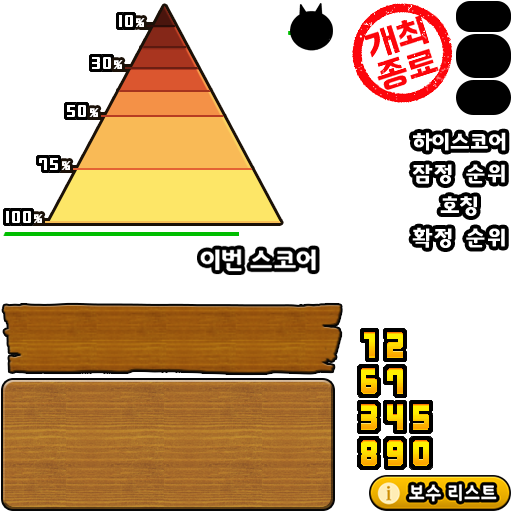 10%
30%
50%
75%
100%
개최
종료
하이스코어
잠정 순위
호칭
확정 순위
이번 스코어
12
67
345
890
i 보수 리스트